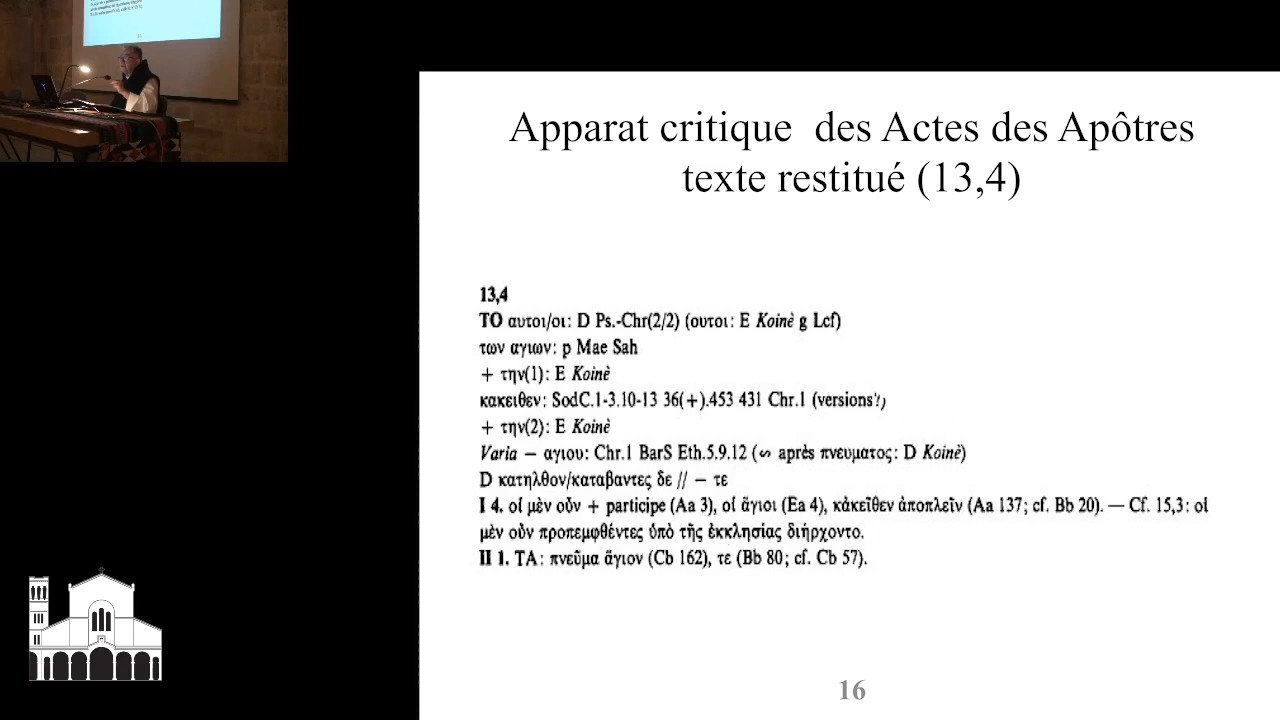 Apparat critique des Actes des Apôtres
texte restitué (13,4)
13,4
TO αυτοι/οι: D Ps.-Chr(2/2) (ουτοι: E Koinè g Lcf)
των αγιων: p Mae Sah
+ την(1): E Koinè
κακειθεν: SodC.1-3.10-13 36(+).453 431 Chr.1 (versions?)
+ την(2): E Koinè
Varia – αγιου: Chr.1 BarS Eth.5.9.12 (∾ après πνευματος: D Koinè)
D κατηλθον/καταβαντες δε // – τε
I 4. οἱ μὲν οὖν + participe (Aa 3), οἱ ἅγιοι (Ea 4), κἀκεῖθεν ἀποπλεῖν (Aa 137; cf. Bb 20). — Cf. 15,3: οἱ
μὲν οὖν προπεμφθέντες ὑπὸ τῆς ἐκκλησίας διήρχοντο.
II 1. TA: πνεῦμα ἅγιον (Cb 162), τε (Bb 80; cf. Cb 57).
16